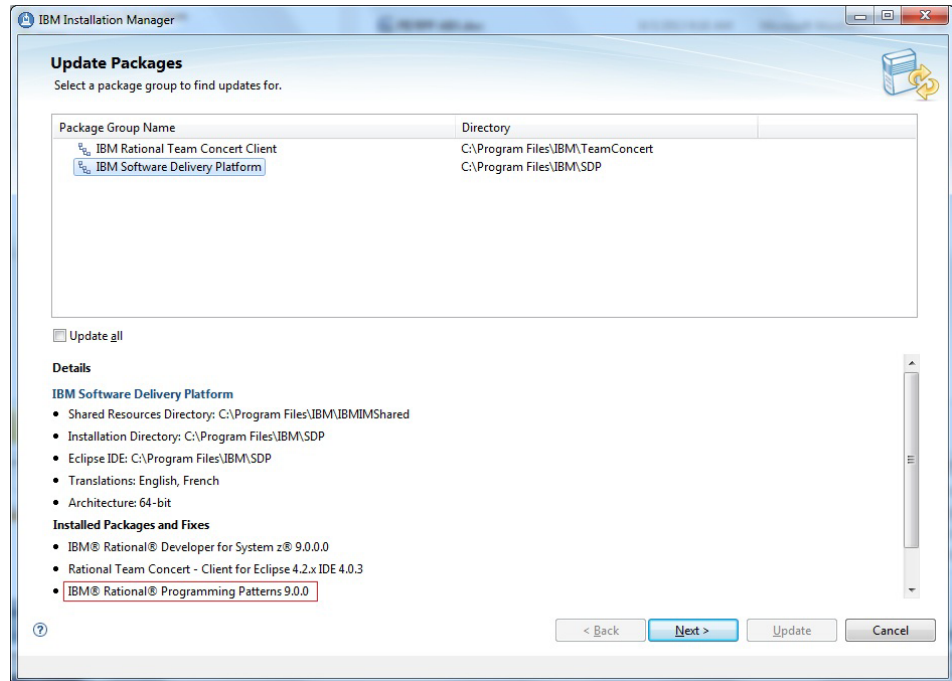 IBM Installation Manager
Update Packages
Select a package group to find updates for.
Package Group Name Directory
IBM Rational Team Concert Client C:\Program Files\IBM\TeamConcert
IBM Software Delivery Platform C:\Program Files\IBM\SDP
Update all
Details
IBM Software Delivery Platform
• Shared Resources Directory: C:\Program Files\IBM\IBMIMShared
• Installation Directory: C:\Program Files\IBM\SDP
• Eclipse IDE: C:\Program Files\IBM\SDP
• Translations: English, French
• Architecture: 64-bit
Installed Packages and Fixes
• IBM® Rational® Developer for System z® 9.0.0.0
• Rational Team Concert - Client for Eclipse 4.2.x IDE 4.0.3
• IBM® Rational® Programming Patterns 9.0.0
? < Back Next > Update Cancel